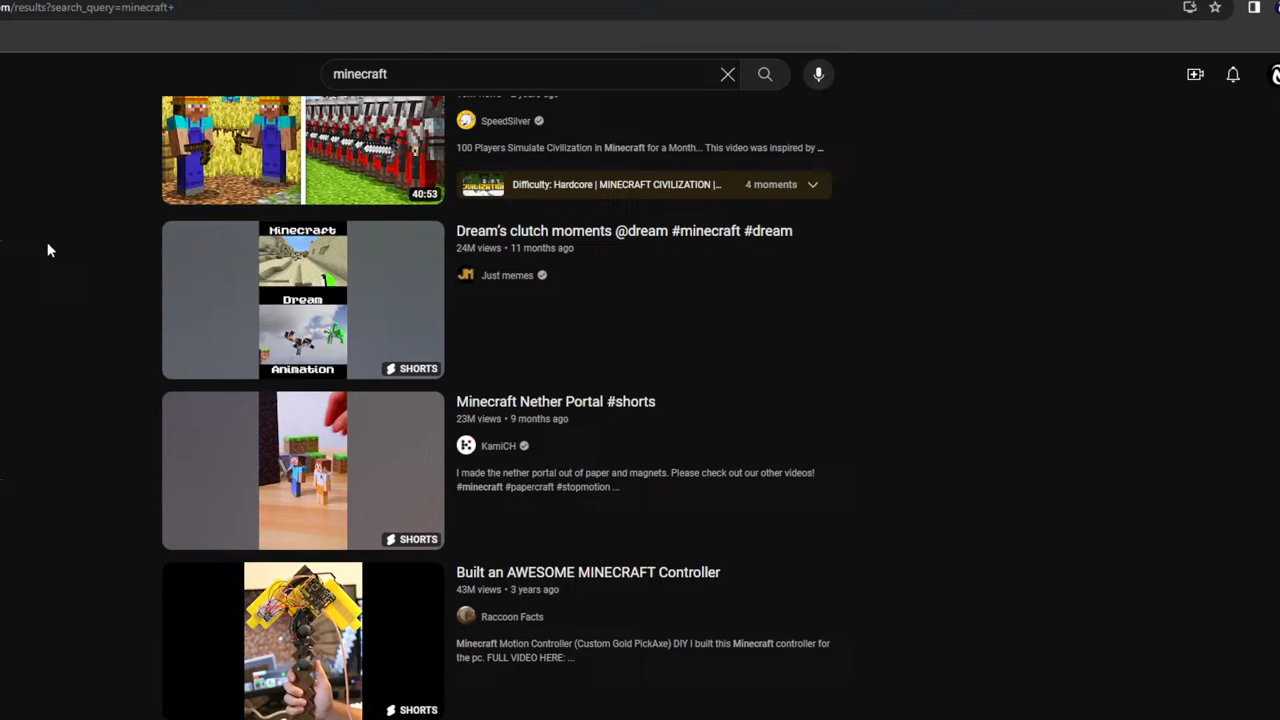 om/results?search_query=minecraft+
minecraft
SpeedSilver
100 Players Simulate Civilization in Minecraft for a Month... This video was inspired by ...
40:53
Difficulty: Hardcore | MINECRAFT CIVILIZATION |...
4 moments
Minecraft
Dream
Animation
SHORTS
Dream's clutch moments @dream #minecraft #dream
24M views • 11 months ago
JM
Just memes
Minecraft Nether Portal #shorts
23M views • 9 months ago
KamiCH
I made the nether portal out of paper and magnets. Please check out our other videos!
#minecraft #papercraft #stopmotion ...
SHORTS
Built an AWESOME MINECRAFT Controller
43M views • 3 years ago
Raccoon Facts
Minecraft Motion Controller (Custom Gold PickAxe) DIY I built this Minecraft controller for
the pc. FULL VIDEO HERE: ...
SHORTS